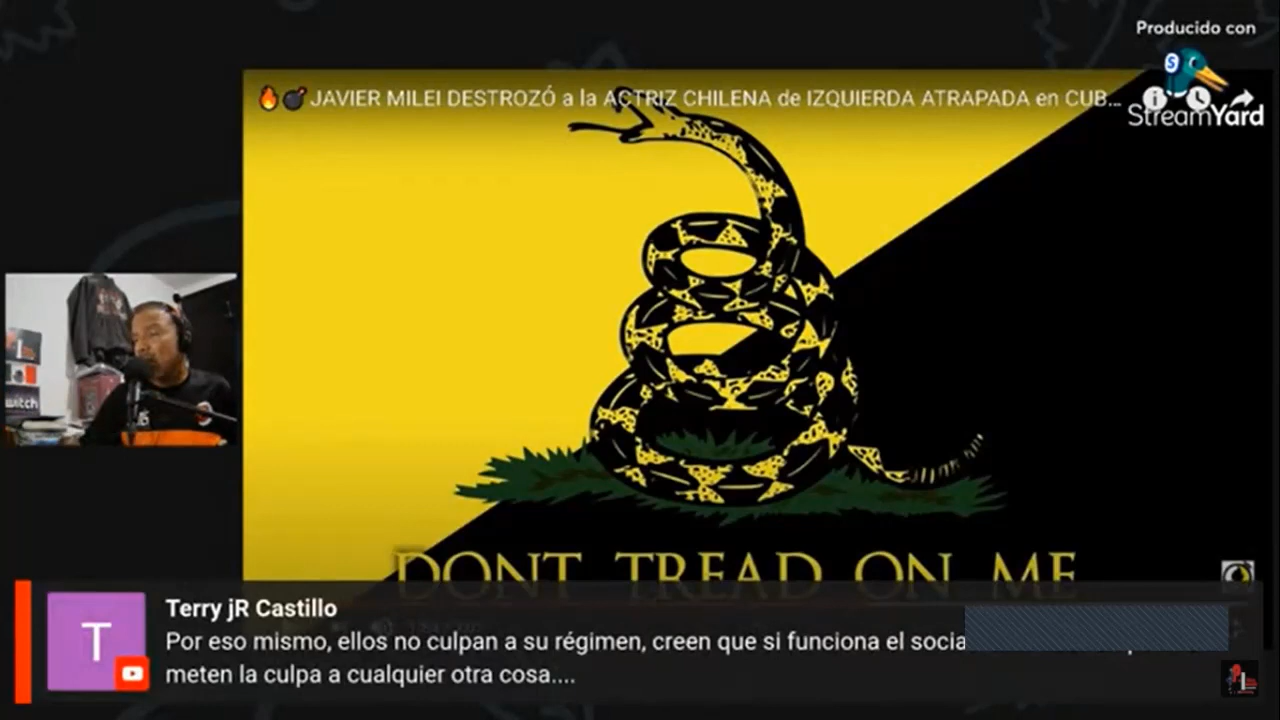 Producido con
StreamYard
🔥💣JAVIER MILEI DESTROZÓ a la ACTRIZ CHILENA de IZQUIERDA ATRAPADA en CUB...
witch
DONT TREAD ON ME
T
Terry jR Castillo
Por eso mismo, ellos no culpan a su régimen, creen que si funciona el
meten la culpa a cualquier otra cosa....